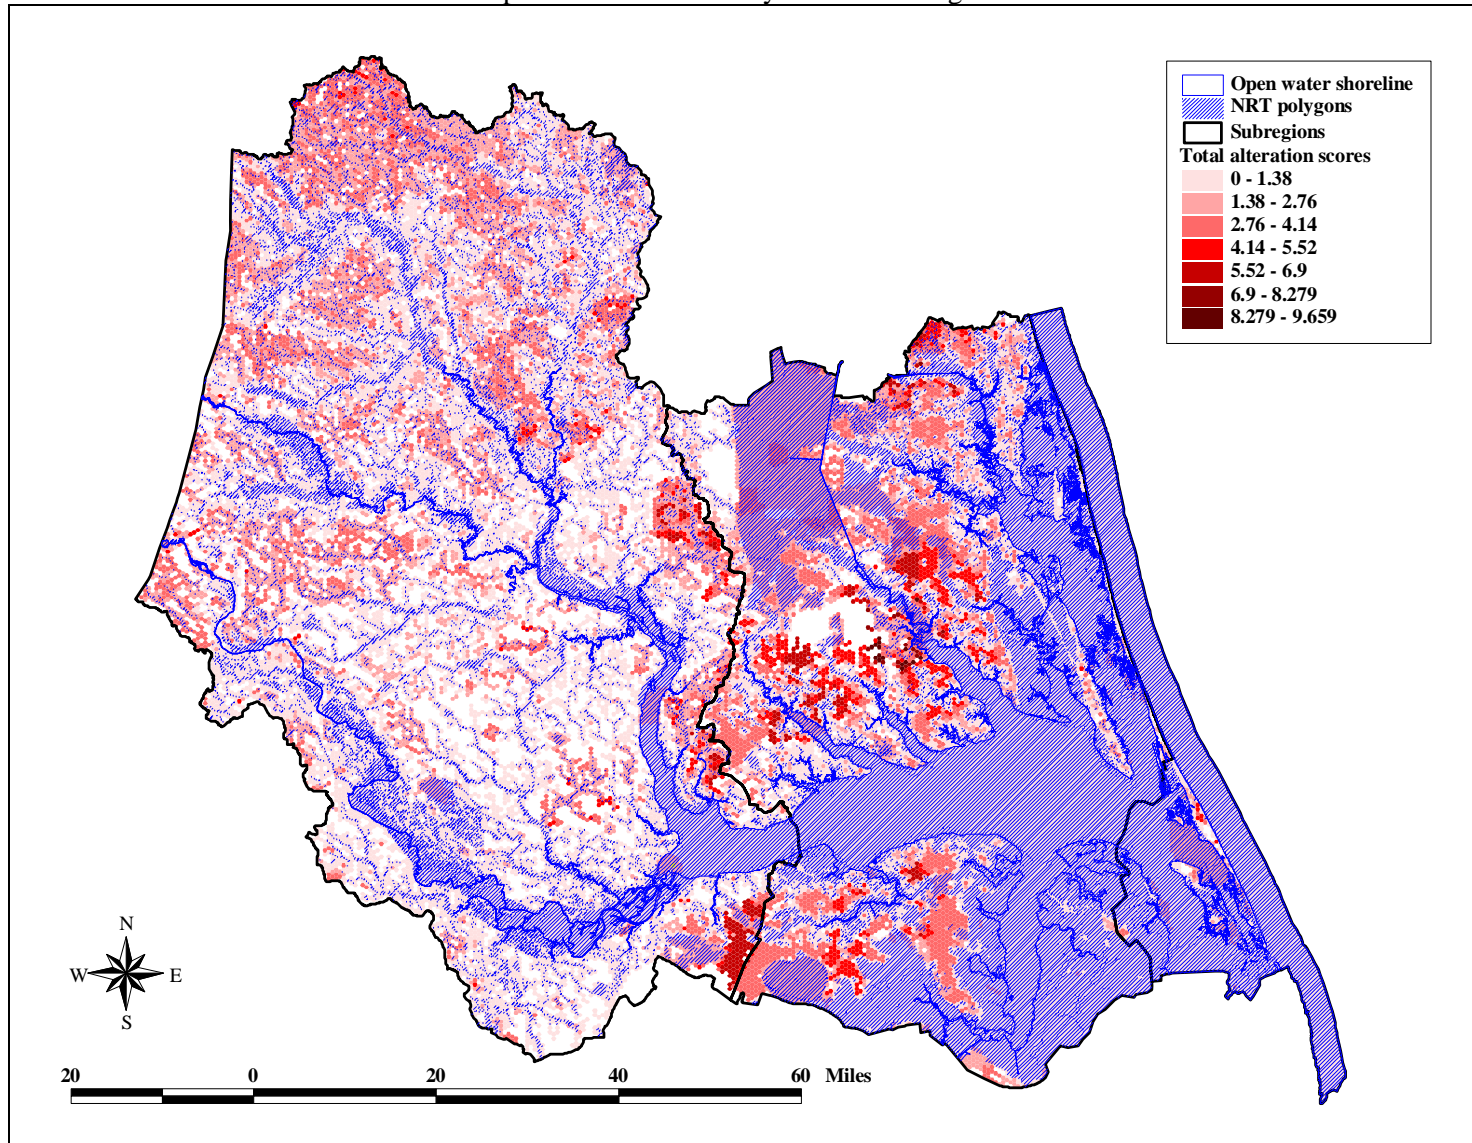 Open water shoreline
NRT polygons
Subregions
Total alteration scores
0 - 1.38
1.38 - 2.76
2.76 - 4.14
4.14 - 5.52
5.52 - 6.9
6.9 - 8.279
8.279 - 9.659
N
W E
S
20 0 20 40 60 Miles